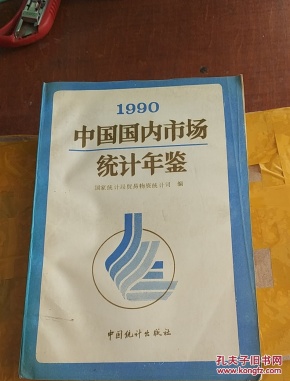 1990
中国国内市场
统计年鉴
国家统计局贸易物资统计司 编
中国统计出版社
孔夫子旧书网